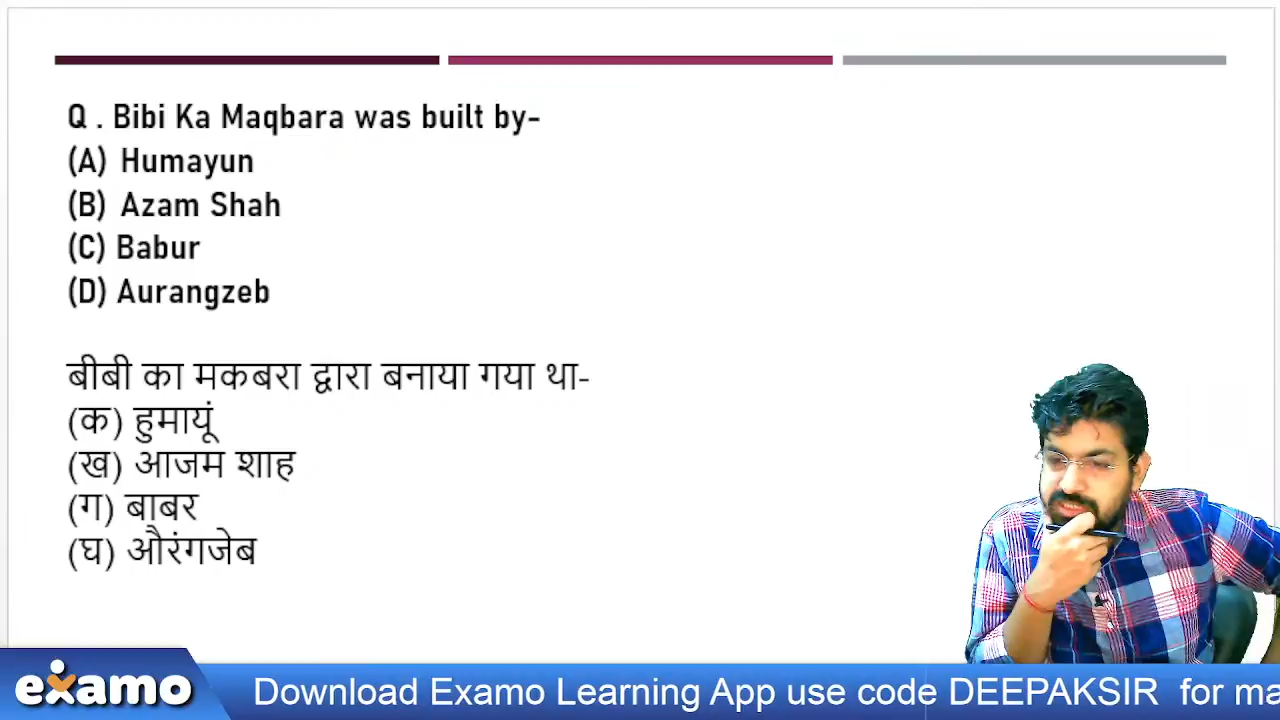 Q . Bibi Ka Maqbara was built by-
(A) Humayun
(B) Azam Shah
(C) Babur
(D) Aurangzeb
बीबी का मकबरा द्वारा बनाया गया था-
(क) हुमायूं
(ख) आजम शाह
(ग) बाबर
(घ) औरंगजेब
examo
Download Examo Learning App use code DEEPAKSIR for ma